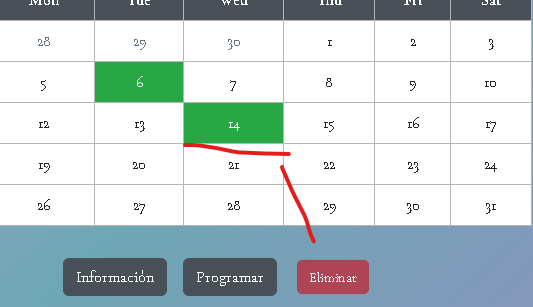 Mon Tue Wed Thu Fri Sat
28 29 30 1 2 3
5 6 7 8 9 10
12 13 14 15 16 17
19 20 21 22 23 24
26 27 28 29 30 31
Información Programar Eliminar